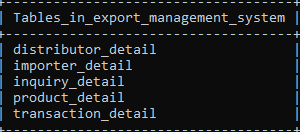 Tables_in_export_management_system
distributor_detail
importer_detail
inquiry_detail
product_detail
transaction_detail